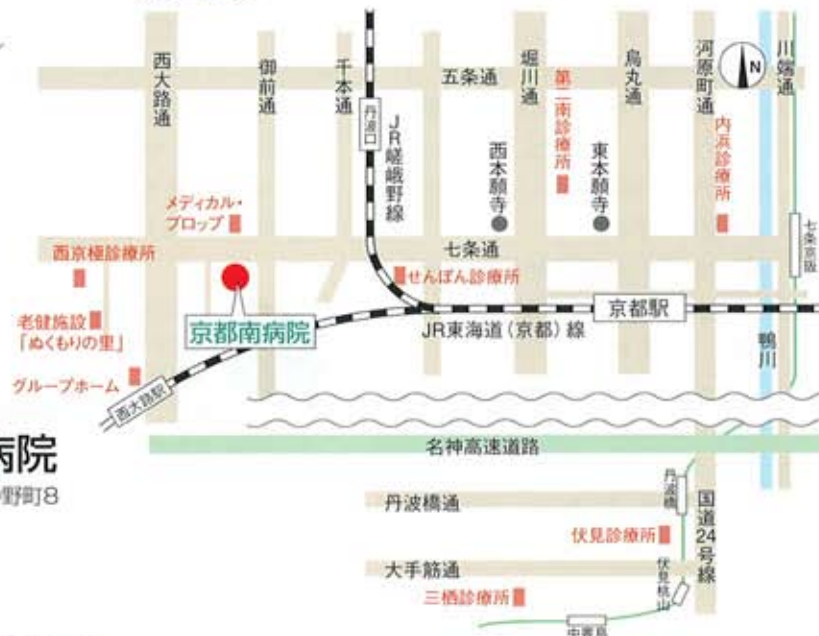 西大路通
御前通
千本通
丹波口
JR嵯峨野線
五条通
堀川通
第二南診療所
烏丸通
河原町通
N
川端通
内浜診療所
西本願寺
東本願寺
メディカル・
プロップ
七条通
七条京阪
西京極診療所
せんぽん診療所
京都駅
老健施設
「ぬくもりの里」
京都南病院
JR東海道(京都)線
鴨川
グループホーム
西大路駅
病院
野町8
名神高速道路
丹波橋通
丹波橋
国道24号線
伏見診療所
大手筋通
伏見桃山
三栖診療所
中書島